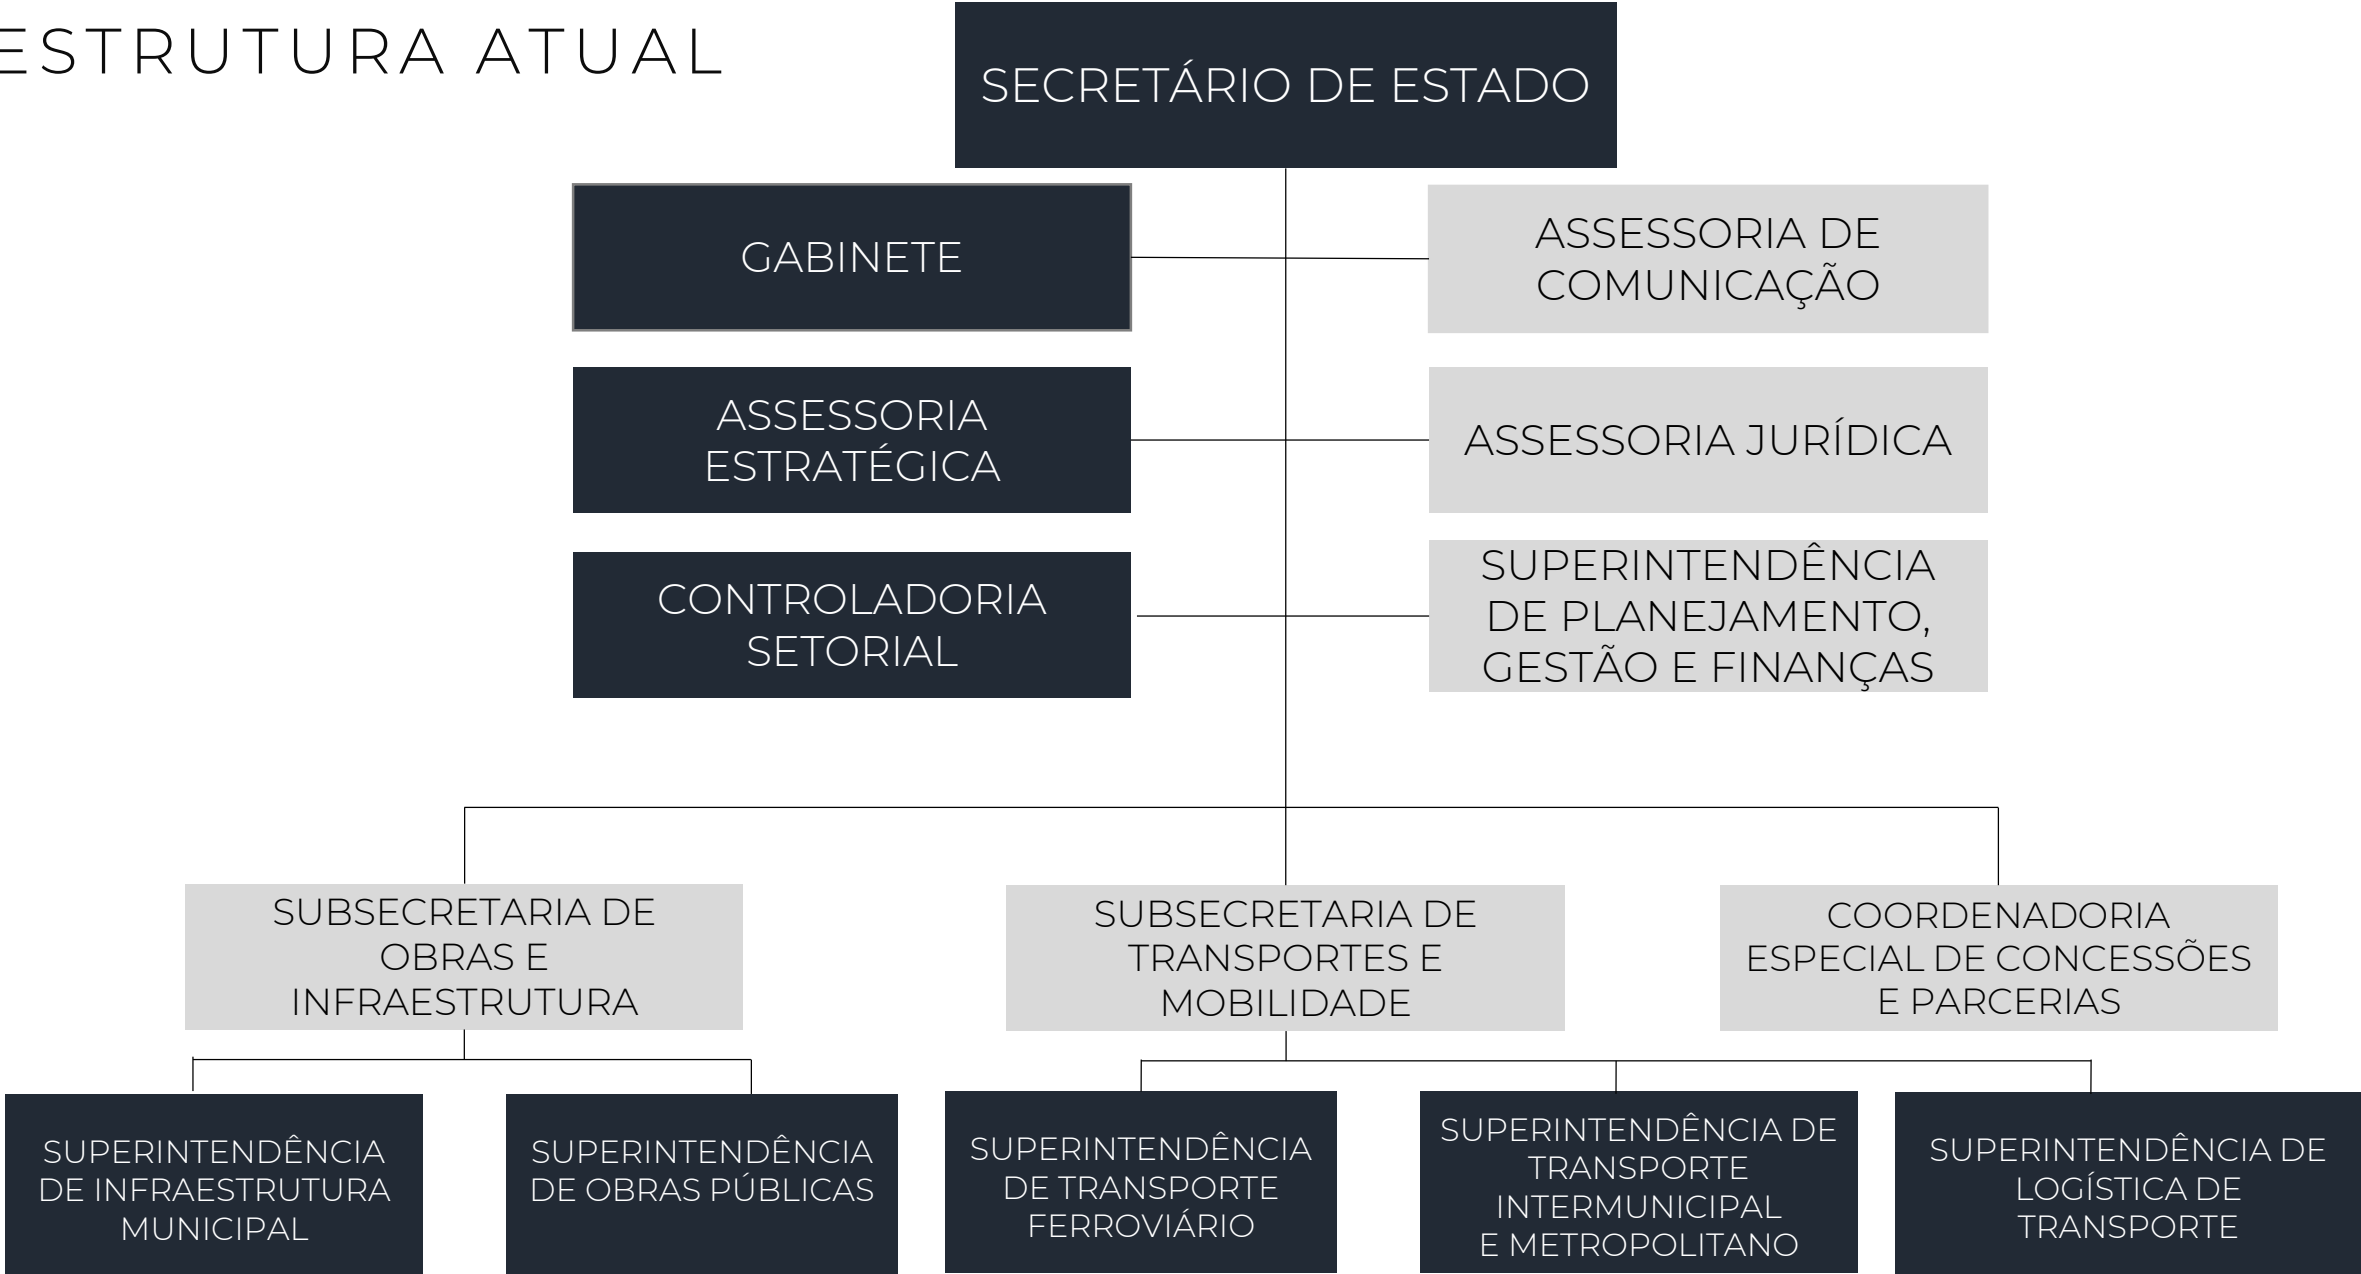 ESTRUTURA ATUAL
SECRETÁRIO DE ESTADO
GABINETE
ASSESSORIA DE
COMUNICAÇÃO
ASSESSORIA
ESTRATÉGICA
ASSESSORIA JURÍDICA
CONTROLADORIA
SETORIAL
SUPERINTENDÊNCIA
DE PLANEJAMENTO,
GESTÃO E FINANÇAS
SUBSECRETARIA DE
OBRAS E
INFRAESTRUTURA
SUBSECRETARIA DE
TRANSPORTES E
MOBILIDADE
COORDENADORIA
ESPECIAL DE CONCESSÕES
E PARCERIAS
SUPERINTENDÊNCIA
DE INFRAESTRUTURA
MUNICIPAL
SUPERINTENDÊNCIA
DE OBRAS PÚBLICAS
SUPERINTENDÊNCIA
DE TRANSPORTE
FERROVIÁRIO
SUPERINTENDÊNCIA DE
TRANSPORTE
INTERMUNICIPAL
E METROPOLITANO
SUPERINTENDÊNCIA DE
LOGÍSTICA DE
TRANSPORTE